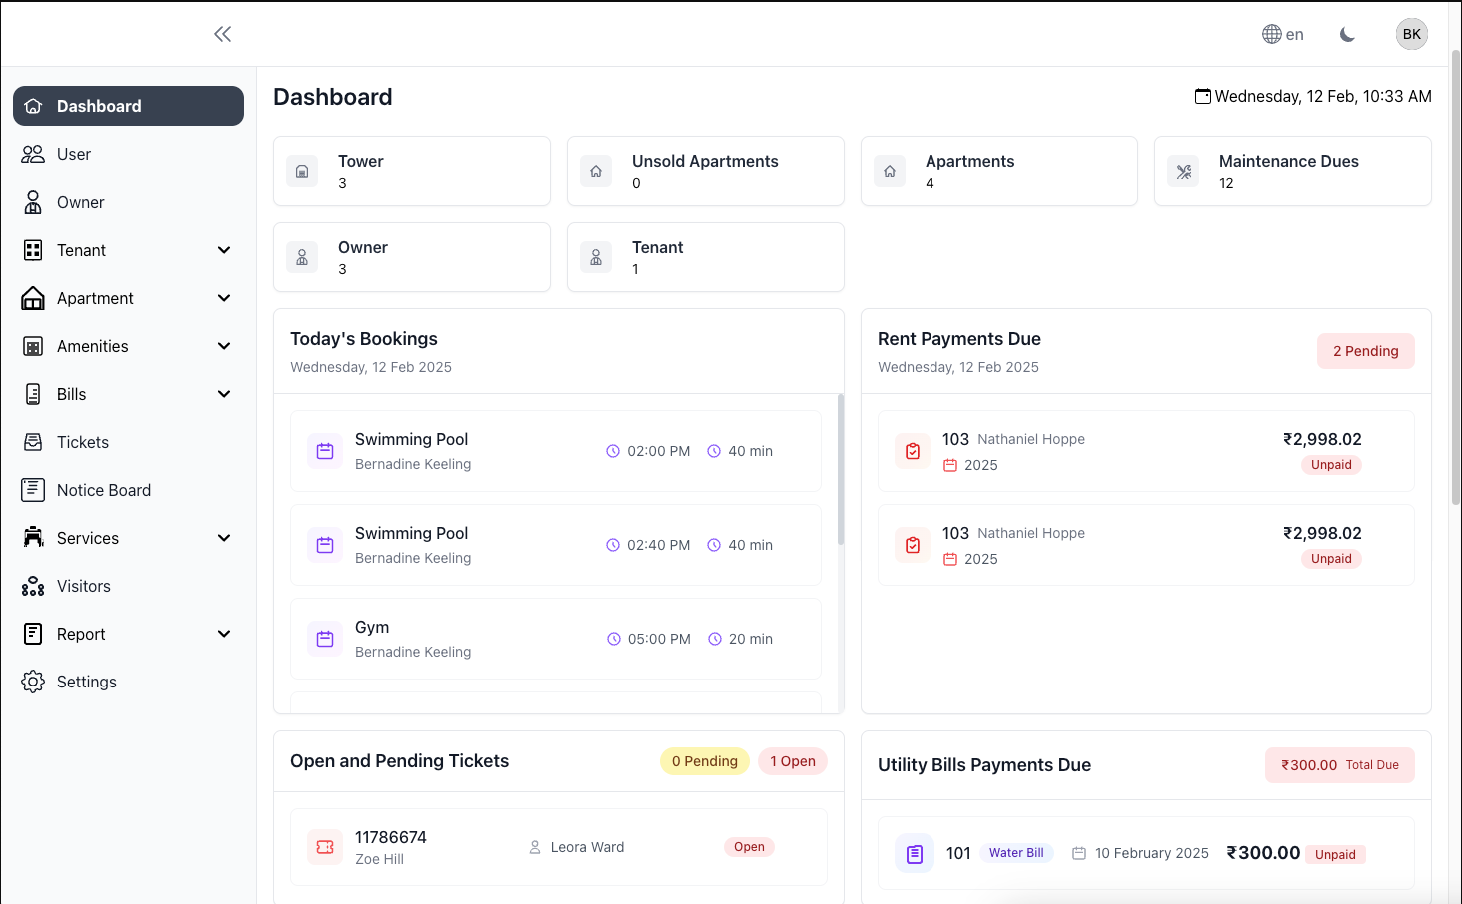 en
BK
Dashboard
User
Owner
Tenant
Apartment
Amenities
Bills
Tickets
Notice Board
Services
Visitors
Report
Settings
Dashboard
Wednesday, 12 Feb, 10:33 AM
Tower
3
Unsold Apartments
0
Apartments
4
Maintenance Dues
12
Owner
3
Tenant
1
Today's Bookings
Wednesday, 12 Feb 2025
Swimming Pool
Bernadine Keeling
02:00 PM 40 min
Swimming Pool
Bernadine Keeling
02:40 PM 40 min
Gym
Bernadine Keeling
05:00 PM 20 min
Rent Payments Due
Wednesday, 12 Feb 2025
2 Pending
103 Nathaniel Hoppe
2025
₹2,998.02
Unpaid
103 Nathaniel Hoppe
2025
₹2,998.02
Unpaid
Open and Pending Tickets
0 Pending
1 Open
11786674
Zoe Hill
Leora Ward
Open
Utility Bills Payments Due
₹300.00 Total Due
101 Water Bill 10 February 2025 ₹300.00 Unpaid